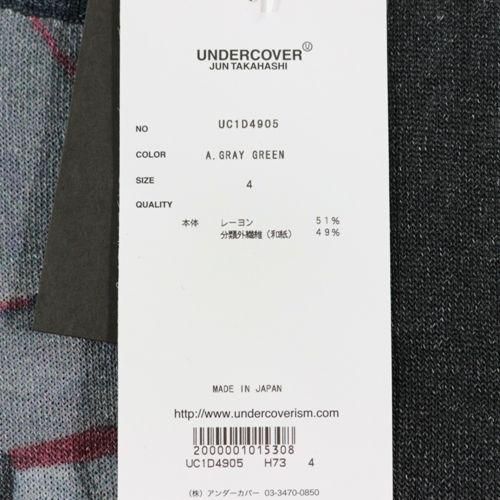 UNDERCOVER Ⓤ
JUN TAKAHASHI
NO UC1D4905
COLOR A.GRAY GREEN
SIZE 4
QUALITY
本体 レーヨン 51%
分類外繊維(和紙) 49%
MADE IN JAPAN
http://www.undercoverism.com/
2000001015308
UC1D4905 H73 4
(株) アンダーカバー 03-3470-0850